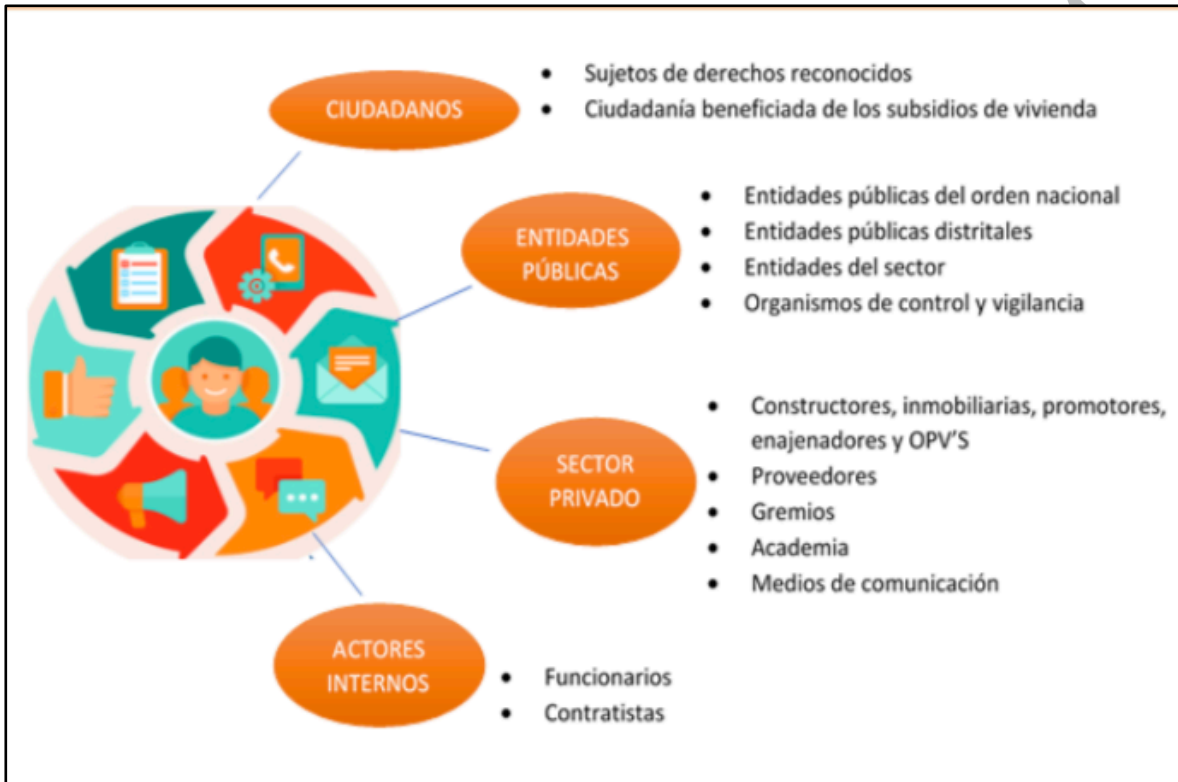 CIUDADANOS
• Sujetos de derechos reconocidos
• Ciudadanía beneficiada de los subsidios de vivienda
ENTIDADES
PÚBLICAS
• Entidades públicas del orden nacional
• Entidades públicas distritales
• Entidades del sector
• Organismos de control y vigilancia
SECTOR
PRIVADO
• Constructores, inmobiliarias, promotores,
enajenadores y OPV'S
• Proveedores
• Gremios
• Academia
• Medios de comunicación
ACTORES
INTERNOS
• Funcionarios
• Contratistas